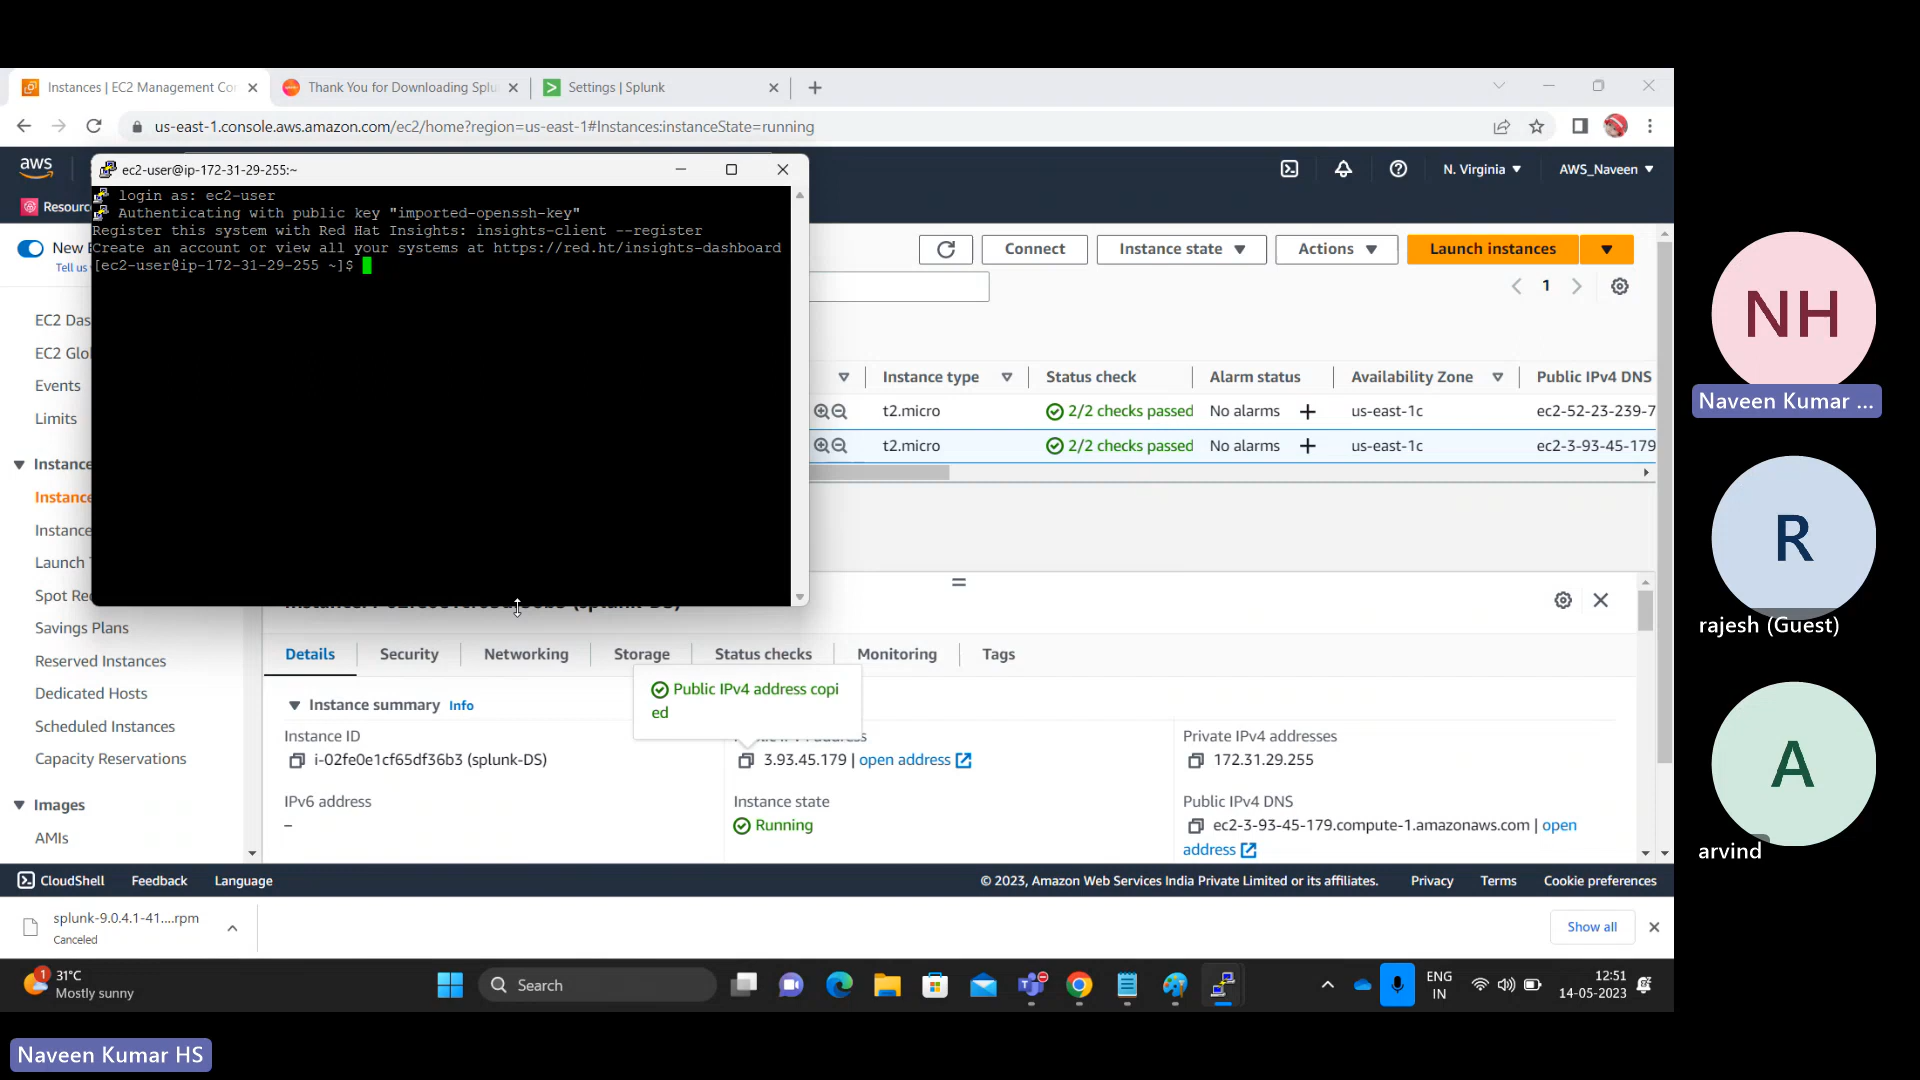 Instances | EC2 Management Co
Thank You for Downloading Splu
Settings | Splunk
us-east-1.console.aws.amazon.com/ec2/home?region=us-east-1#Instances:instanceState=running
aws
N. Virginia
AWS_Naveen
ec2-user@ip-172-31-29-255:~
login as: ec2-user
Authenticating with public key "imported-openssh-key"
Register this system with Red Hat Insights: insights-client --register
Create an account or view all your systems at https://red.ht/insights-dashboard
[ec2-user@ip-172-31-29-255 ~]$
Resourc
New
Tell us
Connect
Instance state
Actions
Launch instances
1
EC2 Das
EC2 Glo
Events
Limits
Instance
Instance
Instance
Launch
Spot Re
Savings Plans
Reserved Instances
Dedicated Hosts
Scheduled Instances
Capacity Reservations
Images
AMIs
Instance type
Status check
Alarm status
Availability Zone
Public IPv4 DNS
t2.micro
2/2 checks passed
No alarms
us-east-1c
ec2-52-23-239-7
t2.micro
2/2 checks passed
No alarms
us-east-1c
ec2-3-93-45-179
Details
Security
Networking
Storage
Status checks
Monitoring
Tags
Public IPv4 address copi
ed
Instance summary
Info
Instance ID
i-02fe0e1cf65df36b3 (splunk-DS)
3.93.45.179 | open address
Private IPv4 addresses
172.31.29.255
IPv6 address
–
Instance state
Running
Public IPv4 DNS
ec2-3-93-45-179.compute-1.amazonaws.com | open
address
CloudShell
Feedback
Language
© 2023, Amazon Web Services India Private Limited or its affiliates.
Privacy
Terms
Cookie preferences
splunk-9.0.4.1-41....rpm
Canceled
Show all
1
31°C
Mostly sunny
Search
ENG
IN
12:51
14-05-2023
NH
Naveen Kumar ...
R
rajesh (Guest)
A
arvind
Naveen Kumar HS